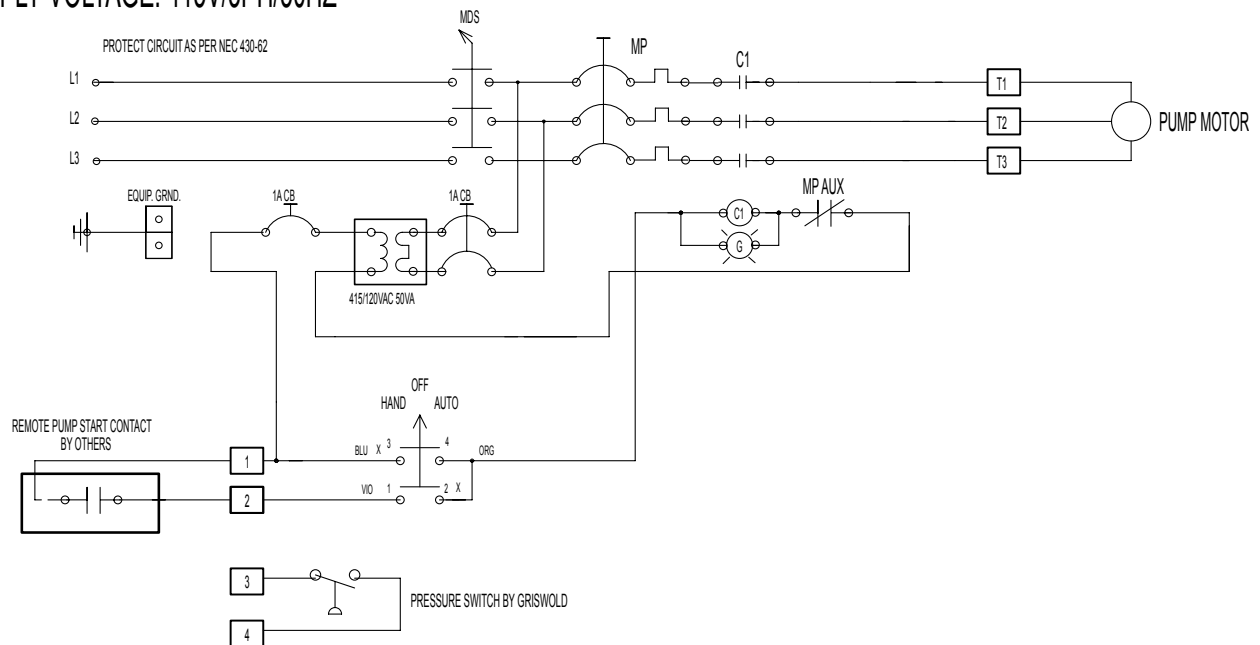 MDS
PROTECT CIRCUIT AS PER NEC 430-62
MP
C1
L1
T1
L2
T2
PUMP MOTOR
L3
T3
EQUIP. GRND.
1A CB
1A CB
MP AUX
C1
G
415/120VAC 50VA
OFF
HAND AUTO
REMOTE PUMP START CONTACT
BY OTHERS
BLU X 3 4 ORG
1
VIO 1 2 X
2
3
PRESSURE SWITCH BY GRISWOLD
4